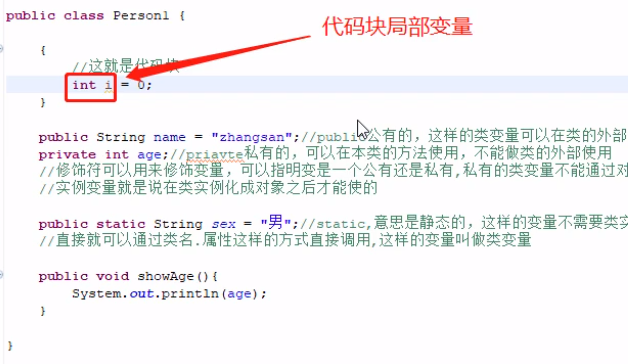 public class Person1 {
代码块局部变量
{
//这就是代码块
int i = 0;
}
public String name = "zhangsan";//public公有的，这样的类变量可以在类的外部
private int age;//priavte私有的，可以在本类的方法使用，不能做类的外部使用
//修饰符可以用来修饰变量，可以指明变是一个公有还是私有,私有的类变量不能通过对
//实例变量就是说在类实例化成对象之后才能使的
public static String sex = "男";//static,意思是静态的，这样的变量不需要类实
//直接就可以通过类名.属性这样的方式直接调用,这样的变量叫做类变量
public void showAge(){
System.out.println(age);
}
}